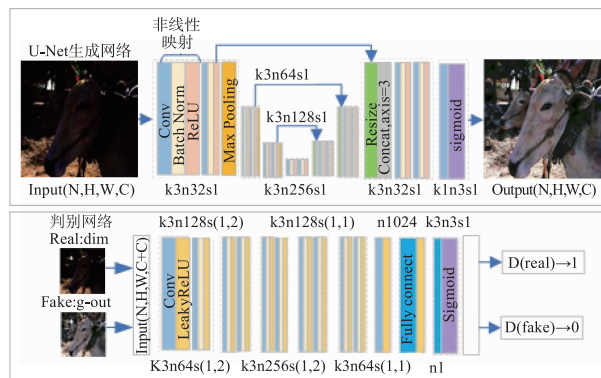 非线性
映射
U-Net生成网络
Conv
Batch Norm
ReLU
Max Pooling
k3n64s1
k3n128s1
Resize
Concat,axis=3
sigmoid
Input(N,H,W,C)
k3n32s1
k3n256s1
k3n32s1
k1n3s1
Output(N,H,W,C)
判别网络
k3n128s(1,2)
k3n128s(1,1)
n1024
k3n3s1
Real:dim
Fake:g-out
Input(N,H,W,C+C)
Conv
LeakyReLU
Fully connect
Sigmoid
D(real)→1
D(fake)→0
K3n64s(1,2)
k3n256s(1,2)
k3n64s(1,1)
n1